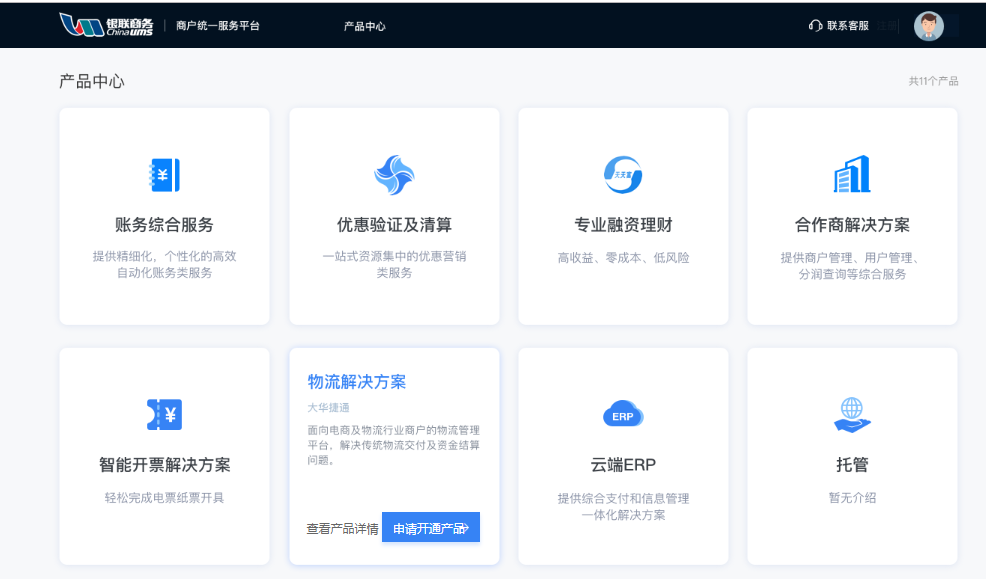 银联商务
China ums
商户统一服务平台
产品中心
联系客服
注册
产品中心
共11个产品
¥
账务综合服务
提供精细化，个性化的高效
自动化账务类服务
优惠验证及清算
一站式资源集中的优惠营销
类服务
天天富
专业融资理财
高收益、零成本、低风险
合作商解决方案
提供商户管理、用户管理、
分润查询等综合服务
¥
智能开票解决方案
轻松完成电票纸票开具
物流解决方案
大华捷通
面向电商及物流行业商户的物流管理
平台，解决传统物流交付及资金结算
问题。
查看产品详情
申请开通产品
ERP
云端ERP
提供综合支付和信息管理
一体化解决方案
托管
暂无介绍